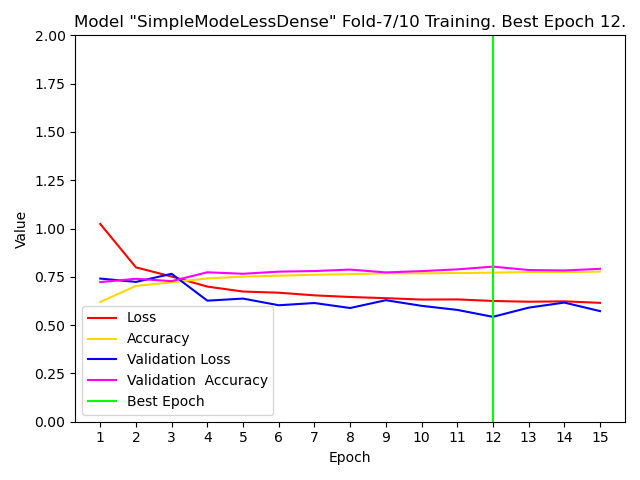 Model "SimpleModeLessDense" Fold-7/10 Training. Best Epoch 12.
Value
2.00
1.75
1.50
1.25
1.00
0.75
0.50
0.25
0.00
Loss
Accuracy
Validation Loss
Validation  Accuracy
Best Epoch
1 2 3 4 5 6 7 8 9 10 11 12 13 14 15
Epoch